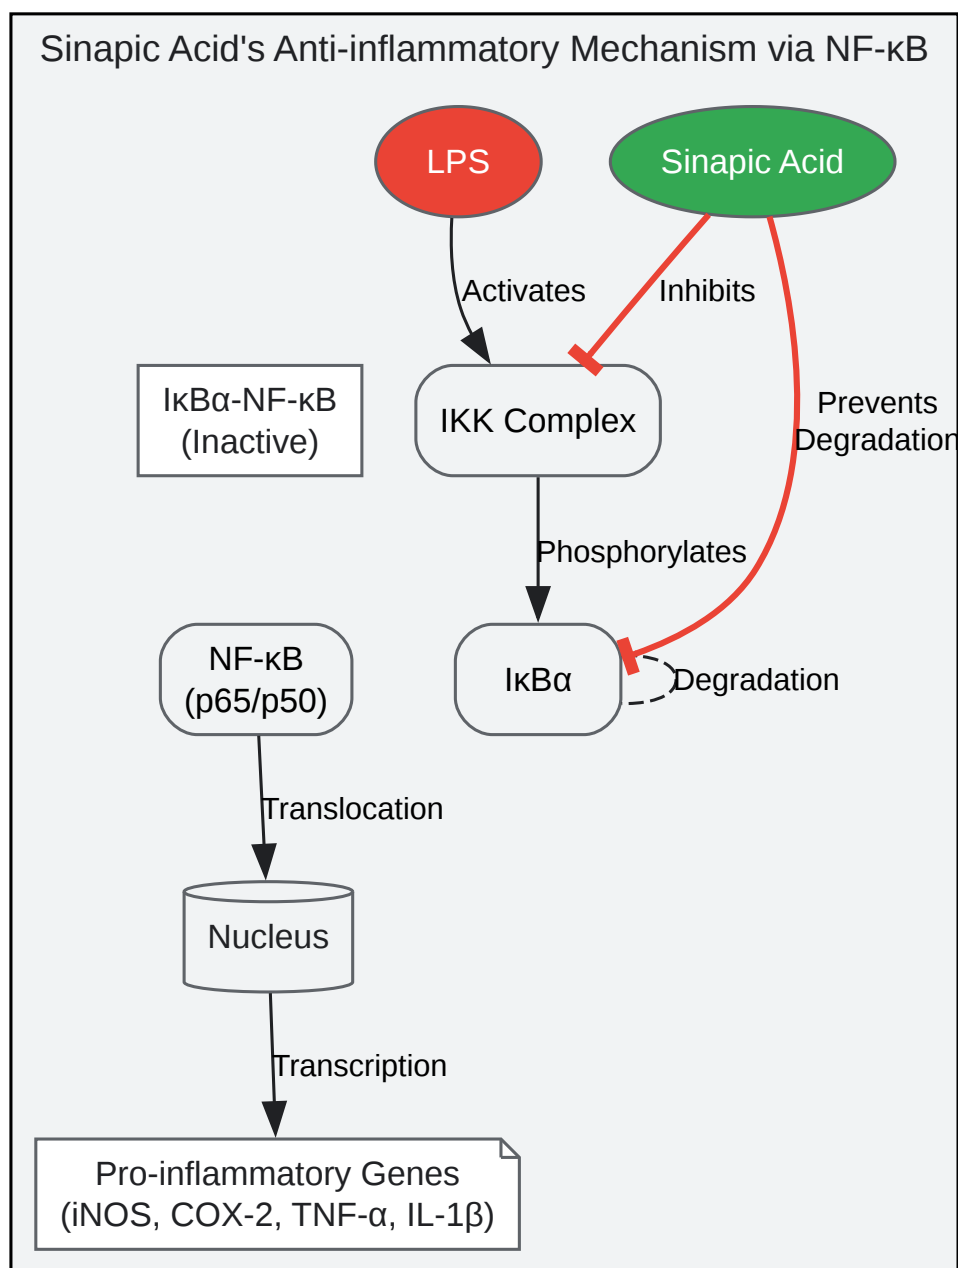 Sinapic Acid's Anti-inflammatory Mechanism via NF-κB
LPS
Sinapic Acid
Activates
Inhibits
IκBα-NF-κB
(Inactive)
IKK Complex
Prevents
Degradation
Phosphorylates
NF-κB
(p65/p50)
IκBα
Degradation
Translocation
Nucleus
Transcription
Pro-inflammatory Genes
(iNOS, COX-2, TNF-α, IL-1β)